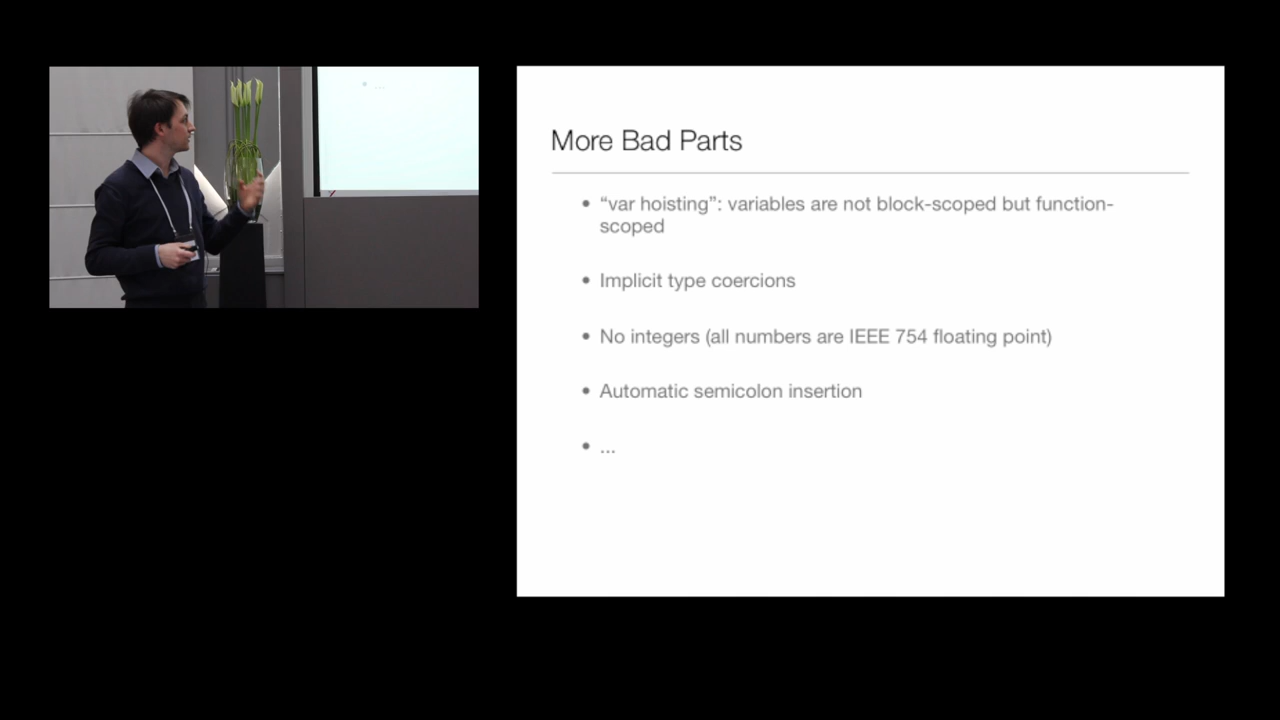 More Bad Parts
• “var hoisting”: variables are not block-scoped but function-
scoped
• Implicit type coercions
• No integers (all numbers are IEEE 754 floating point)
• Automatic semicolon insertion
• ...